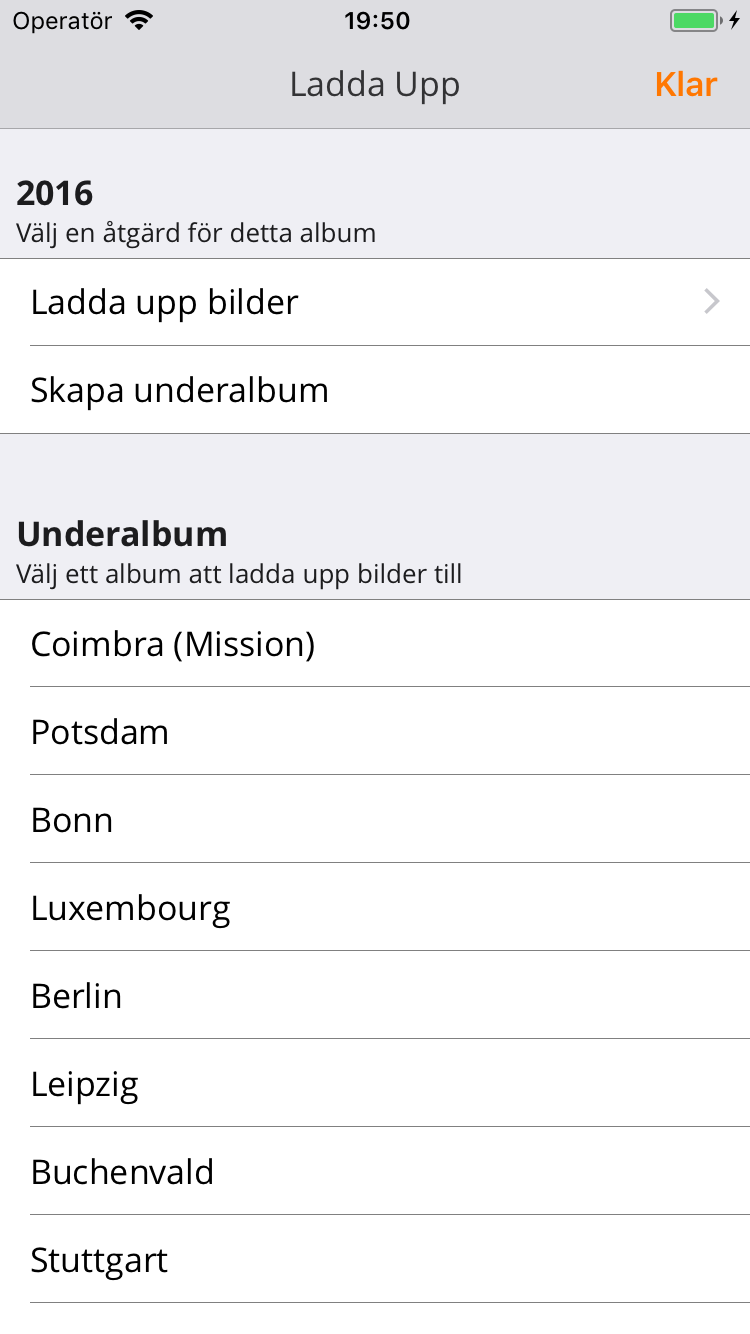 Operatör 19:50
Ladda Upp Klar
2016
Välj en åtgärd för detta album
Ladda upp bilder
Skapa underalbum
Underalbum
Välj ett album att ladda upp bilder till
Coimbra (Mission)
Potsdam
Bonn
Luxembourg
Berlin
Leipzig
Buchenvald
Stuttgart